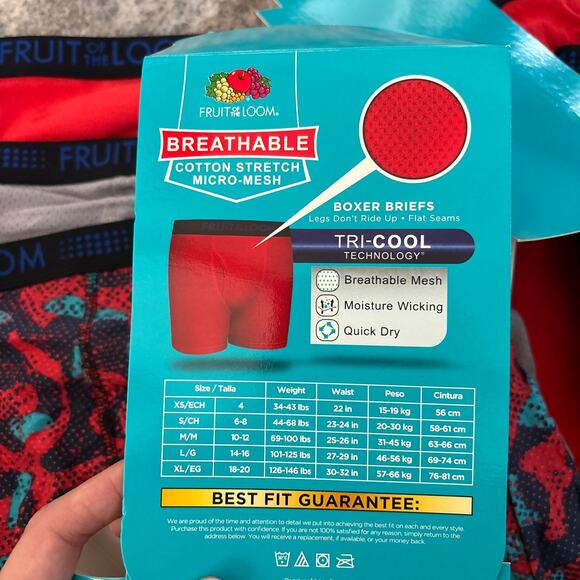 FRUIT OF THE LOOM
FRUIT
OM
FRUIT OF THE LOOM®
BREATHABLE
COTTON STRETCH
MICRO-MESH
BOXER BRIEFS
Legs Don't Ride Up • Flat Seams
TRI-COOL
TECHNOLOGY®
Breathable Mesh
Moisture Wicking
Quick Dry
Size / Talla Weight Waist Peso Cintura
XS/ECH 4 34-43 lbs 22 in 15-19 kg 56 cm
S/CH 6-8 44-68 lbs 23-24 in 20-30 kg 58-61 cm
M/M 10-12 69-100 lbs 25-26 in 31-45 kg 63-66 cm
L/G 14-16 101-125 lbs 27-29 in 46-56 kg 69-74 cm
XL/EG 18-20 126-146 lbs 30-32 in 57-66 kg 76-81 cm
BEST FIT GUARANTEE:
We are proud of the time and attention to detail we put into achieving the best fit on each and every style.
Purchase this product with confidence. If you are not 100% satisfied for any reason, simply return to the
address below. You will receive a replacement, if available, or your money back.